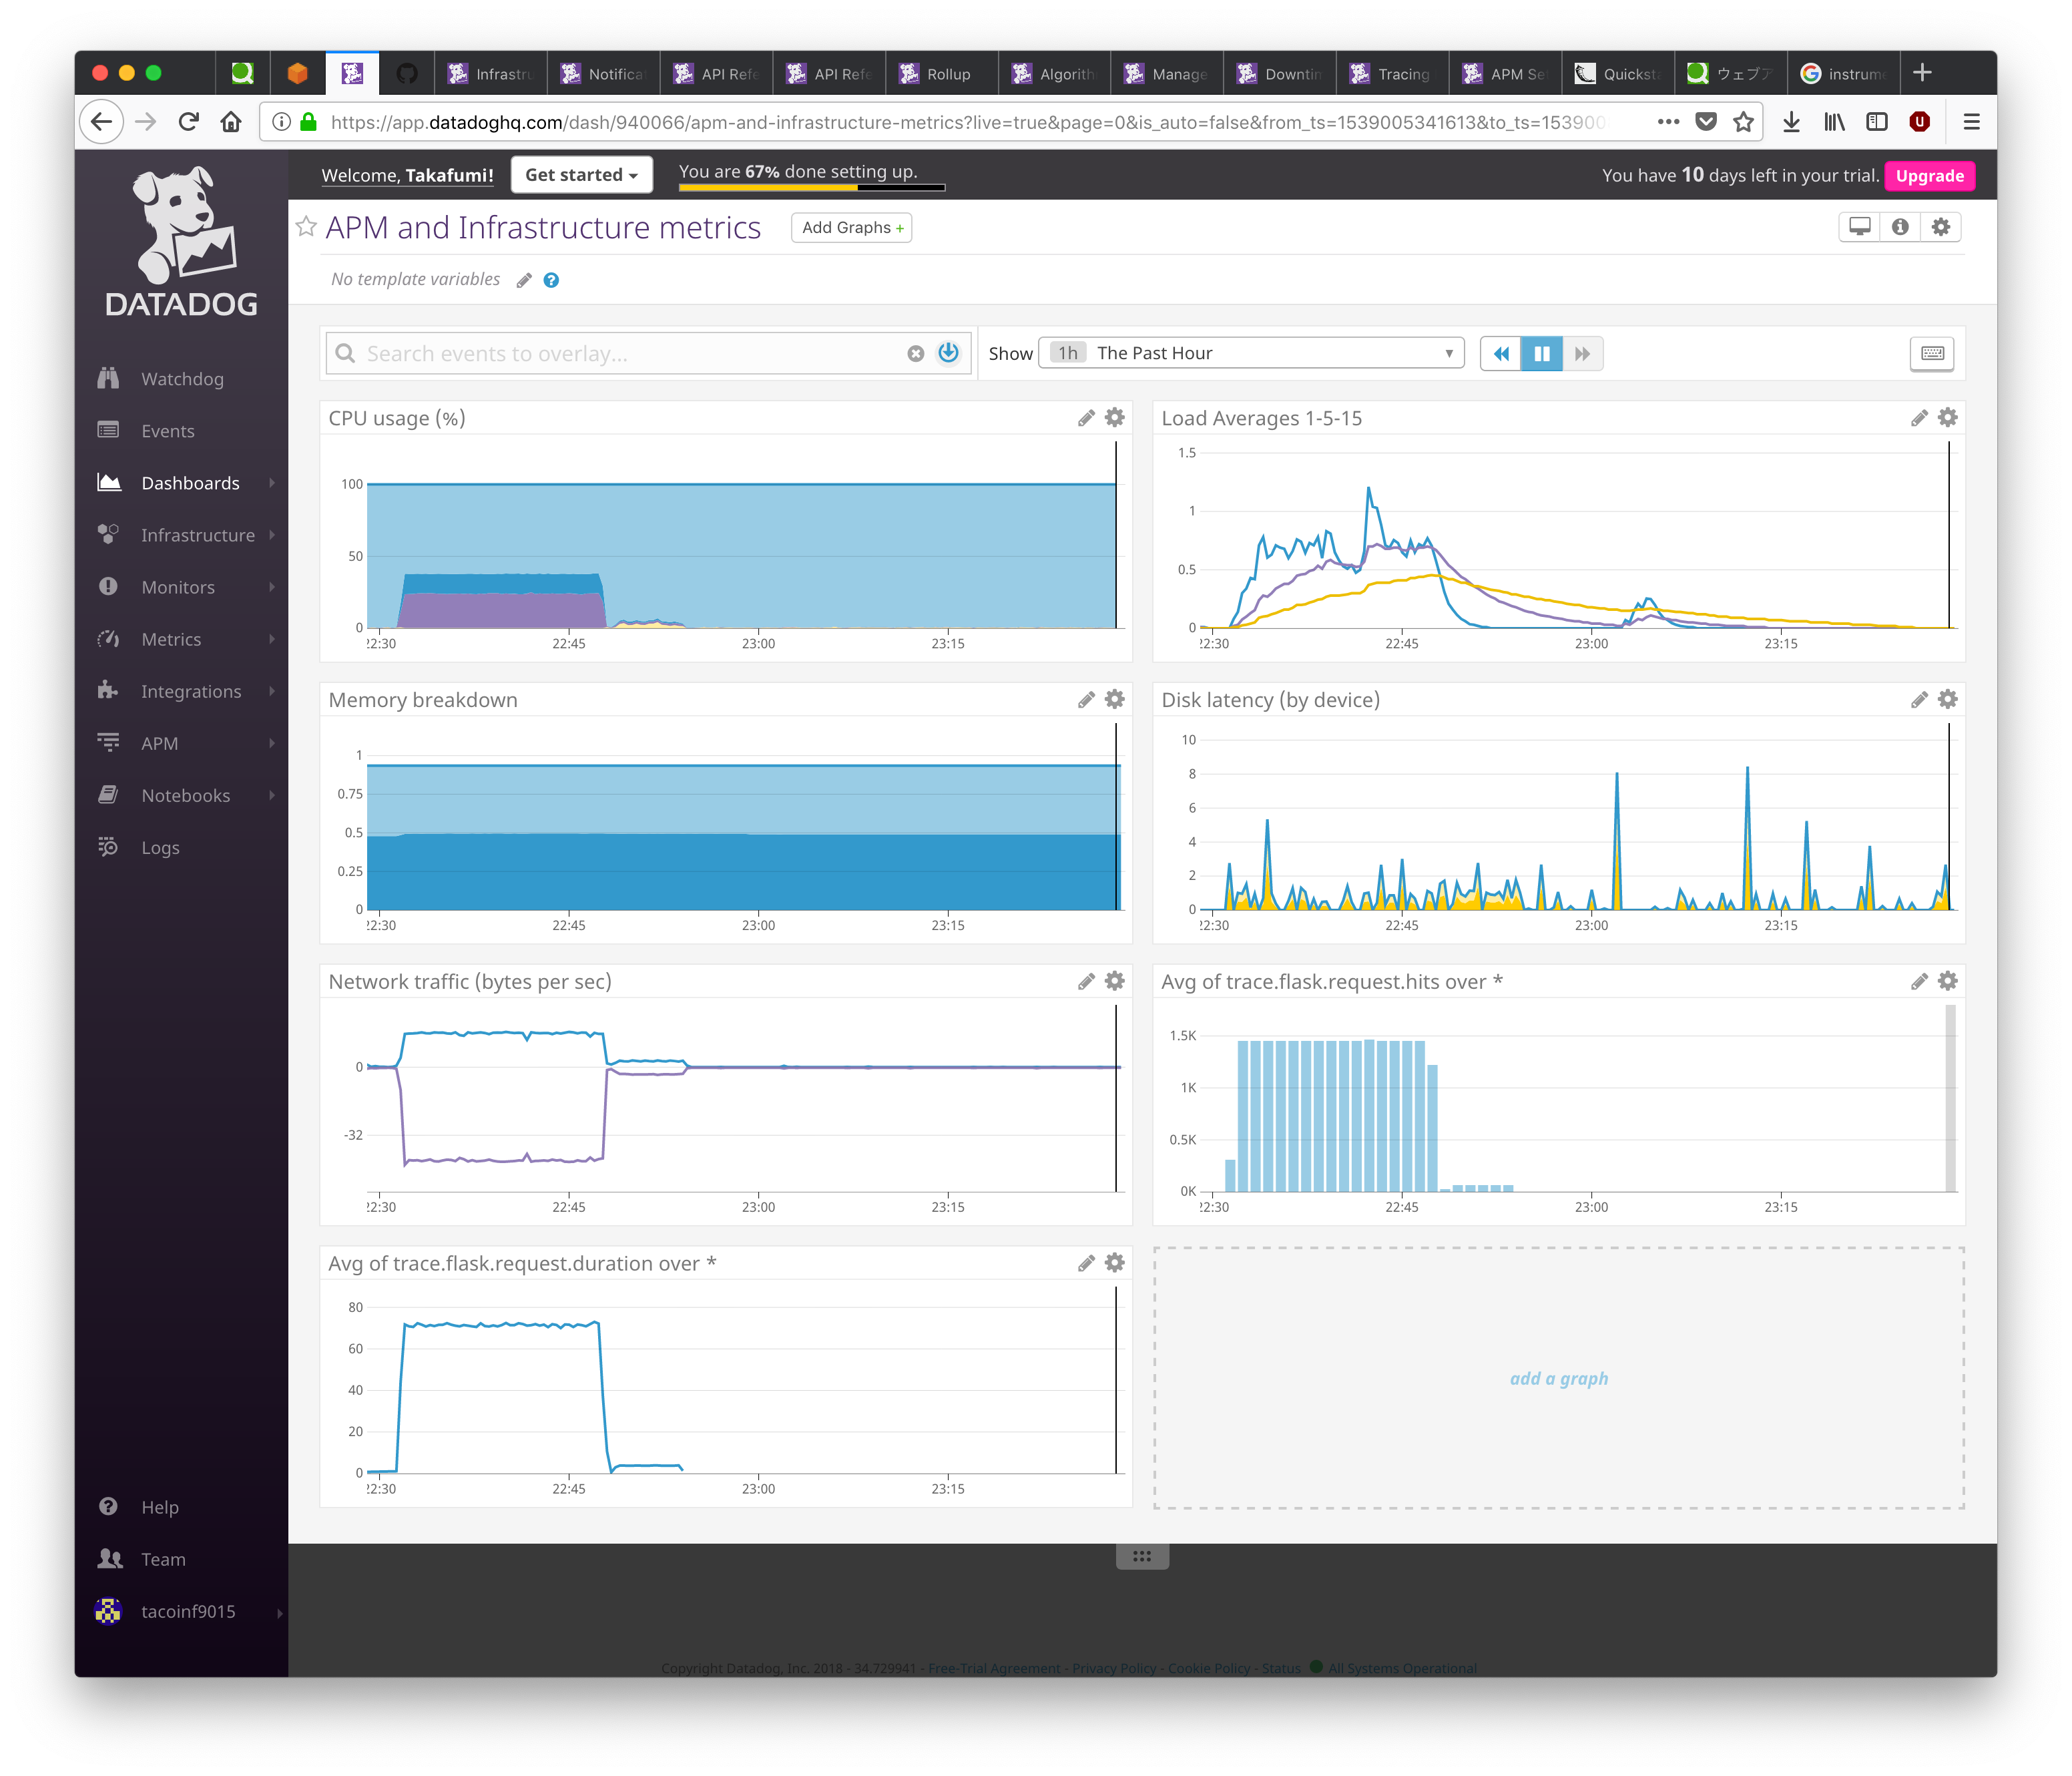 Infrastru
Notifica
API Refe
API Refe
Rollup
Algorith
Manage
Downtin
Tracing
APM Se
Quicksta
ウェブア
instrume
https://app.datadoghq.com/dash/940066/apm-and-infrastructure-metrics?live=true&page=0&is_auto=false&from_ts=1539005341613&to_ts=153900
DATADOG
Welcome, Takafumi!
Get started
You are 67% done setting up.
You have 10 days left in your trial.
Upgrade
APM and Infrastructure metrics
Add Graphs +
No template variables
Search events to overlay...
Show
1h The Past Hour
Watchdog
Events
Dashboards
Infrastructure
Monitors
Metrics
Integrations
APM
Notebooks
Logs
Help
Team
tacoinf9015
CPU usage (%)
100
50
0
22:30 22:45 23:00 23:15
Load Averages 1-5-15
1.5
1
0.5
0
22:30 22:45 23:00 23:15
Memory breakdown
1
0.75
0.5
0.25
0
22:30 22:45 23:00 23:15
Disk latency (by device)
10
8
6
4
2
0
22:30 22:45 23:00 23:15
Network traffic (bytes per sec)
0
-32
22:30 22:45 23:00 23:15
Avg of trace.flask.request.hits over *
1.5K
1K
0.5K
0K
22:30 22:45 23:00 23:15
Avg of trace.flask.request.duration over *
80
60
40
20
0
22:30 22:45 23:00 23:15
add a graph
Copyright Datadog, Inc. 2018 - 34.729941 - Free-Trial Agreement - Privacy Policy - Cookie Policy - Status All Systems Operational